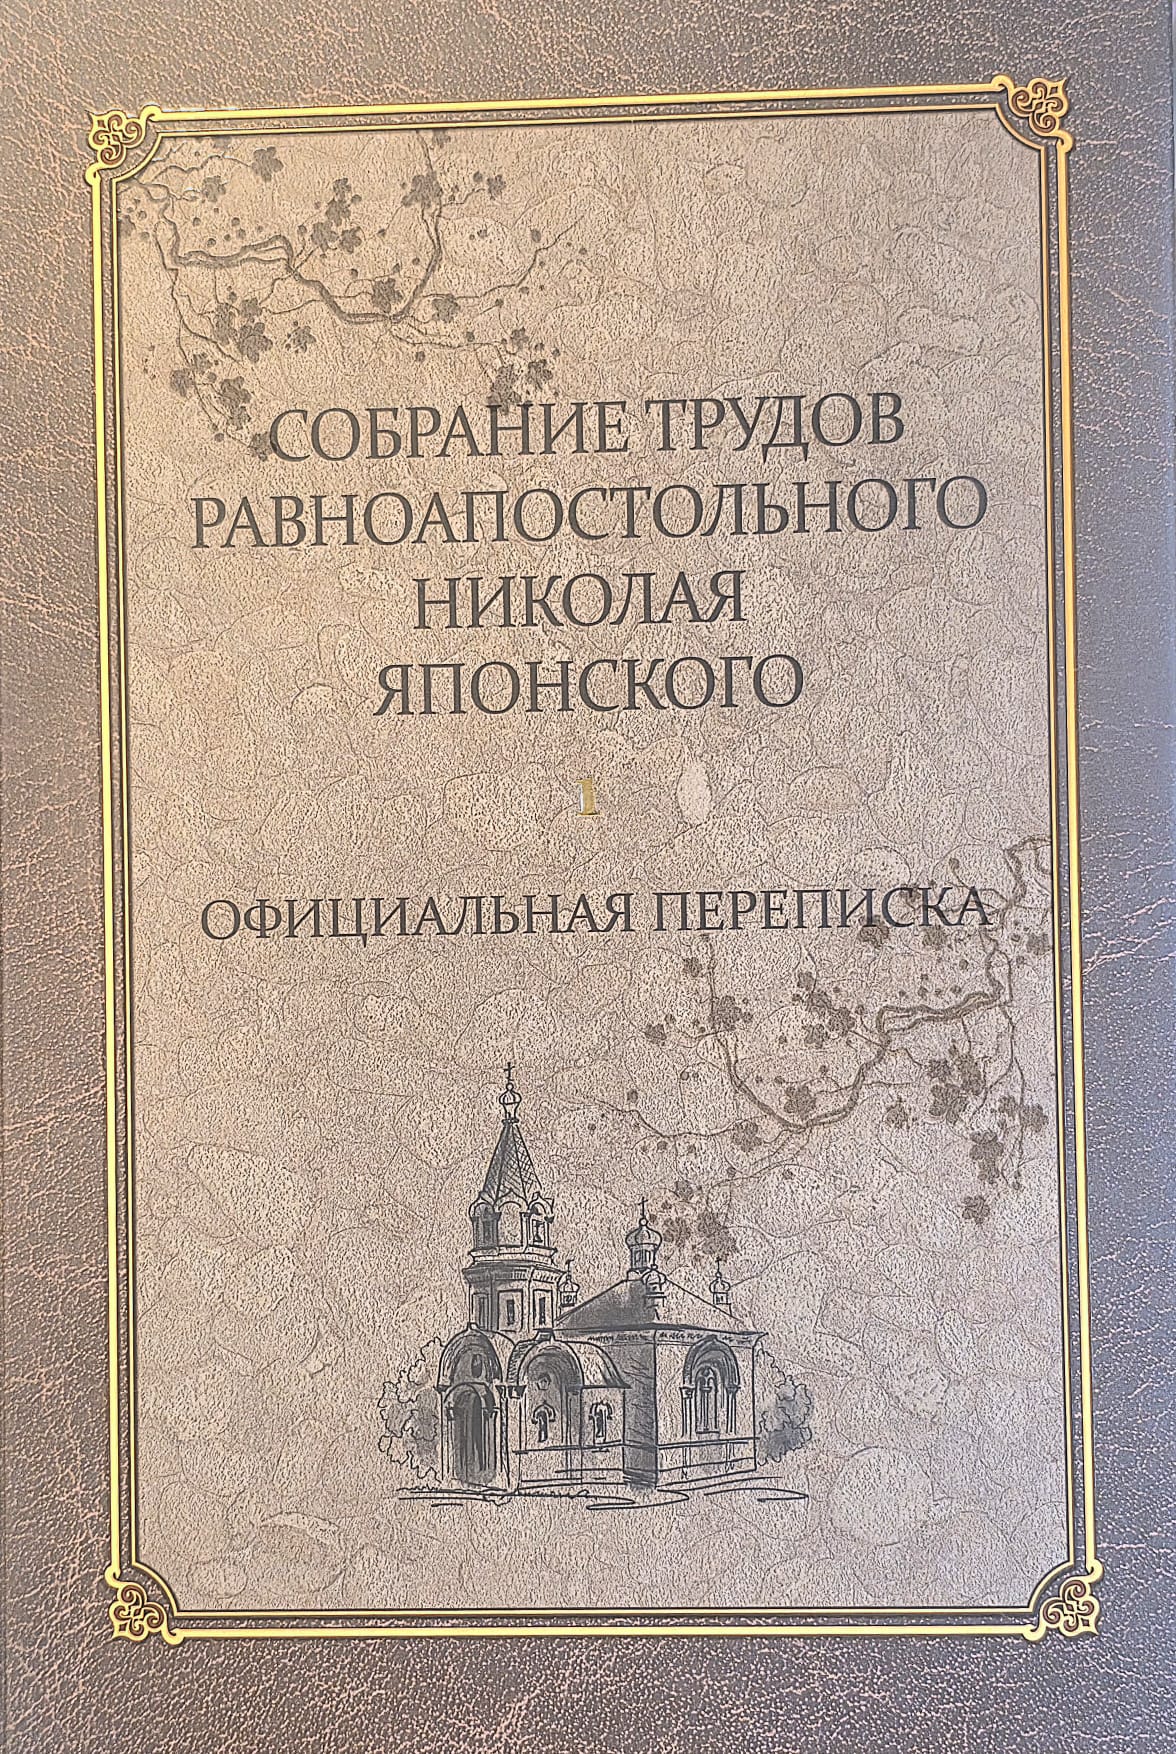 СОБРАНИЕ ТРУДОВ
РАВНОАПОСТОЛЬНОГО
НИКОЛАЯ
ЯПОНСКОГО
1
ОФИЦИАЛЬНАЯ ПЕРЕПИСКА